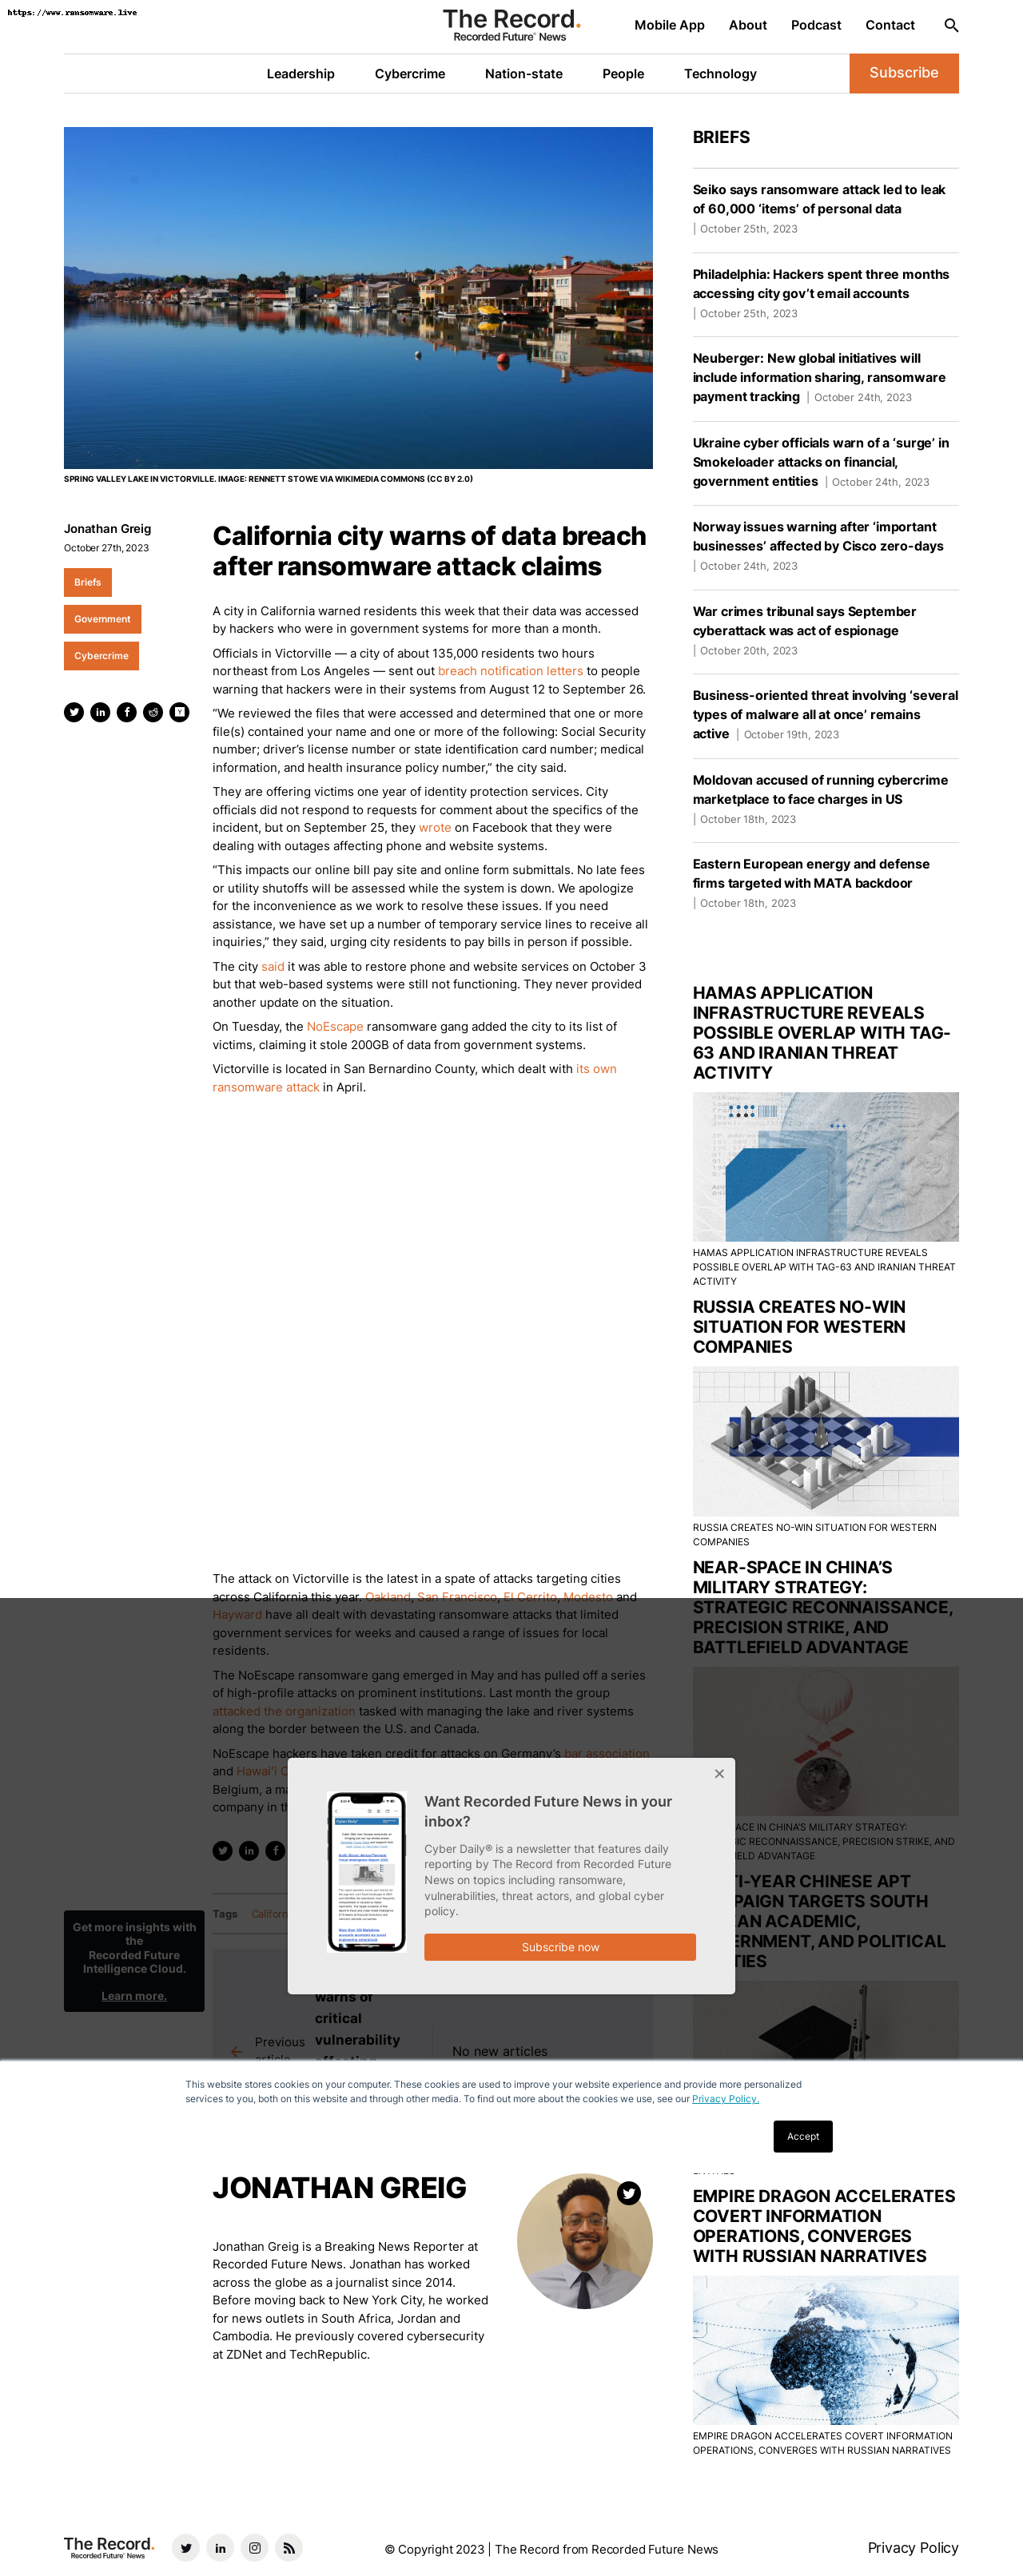 https://www.ransomware.live
The Record.
Recorded Future® News
Mobile App
About
Podcast
Contact
Leadership
Cybercrime
Nation-state
People
Technology
Subscribe
SPRING VALLEY LAKE IN VICTORVILLE. IMAGE: RENNETT STOWE VIA WIKIMEDIA COMMONS (CC BY 2.0)
Jonathan Greig
October 27th, 2023
Briefs
Government
Cybercrime
California city warns of data breach
after ransomware attack claims
A city in California warned residents this week that their data was accessed
by hackers who were in government systems for more than a month.
Officials in Victorville — a city of about 135,000 residents two hours
northeast from Los Angeles — sent out breach notification letters to people
warning that hackers were in their systems from August 12 to September 26.
“We reviewed the files that were accessed and determined that one or more
file(s) contained your name and one or more of the following: Social Security
number; driver’s license number or state identification card number; medical
information, and health insurance policy number,” the city said.
They are offering victims one year of identity protection services. City
officials did not respond to requests for comment about the specifics of the
incident, but on September 25, they wrote on Facebook that they were
dealing with outages affecting phone and website systems.
“This impacts our online bill pay site and online form submittals. No late fees
or utility shutoffs will be assessed while the system is down. We apologize
for the inconvenience as we work to resolve these issues. If you need
assistance, we have set up a number of temporary service lines to receive all
inquiries,” they said, urging city residents to pay bills in person if possible.
The city said it was able to restore phone and website services on October 3
but that web-based systems were still not functioning. They never provided
another update on the situation.
On Tuesday, the NoEscape ransomware gang added the city to its list of
victims, claiming it stole 200GB of data from government systems.
Victorville is located in San Bernardino County, which dealt with its own
ransomware attack in April.
The attack on Victorville is the latest in a spate of attacks targeting cities
across California this year. Oakland, San Francisco, El Cerrito, Modesto and
Hayward have all dealt with devastating ransomware attacks that limited
government services for weeks and caused a range of issues for local
residents.
The NoEscape ransomware gang emerged in May and has pulled off a series
of high-profile attacks on prominent institutions. Last month the group
attacked the organization tasked with managing the lake and river systems
along the border between the U.S. and Canada.
NoEscape hackers have taken credit for attacks on Germany’s bar association
and Hawai‘i C
Belgium, a ma
company in th
Tags
Californ
Get more insights with
the
Recorded Future
Intelligence Cloud.
Learn more.
Previous
article
warns of
critical
vulnerability
No new articles
Want Recorded Future News in your
inbox?
Cyber Daily® is a newsletter that features daily
reporting by The Record from Recorded Future
News on topics including ransomware,
vulnerabilities, threat actors, and global cyber
policy.
Subscribe now
This website stores cookies on your computer. These cookies are used to improve your website experience and provide more personalized
services to you, both on this website and through other media. To find out more about the cookies we use, see our Privacy Policy.
Accept
JONATHAN GREIG
Jonathan Greig is a Breaking News Reporter at
Recorded Future News. Jonathan has worked
across the globe as a journalist since 2014.
Before moving back to New York City, he worked
for news outlets in South Africa, Jordan and
Cambodia. He previously covered cybersecurity
at ZDNet and TechRepublic.
BRIEFS
Seiko says ransomware attack led to leak
of 60,000 ‘items’ of personal data
| October 25th, 2023
Philadelphia: Hackers spent three months
accessing city gov’t email accounts
| October 25th, 2023
Neuberger: New global initiatives will
include information sharing, ransomware
payment tracking | October 24th, 2023
Ukraine cyber officials warn of a ‘surge’ in
Smokeloader attacks on financial,
government entities | October 24th, 2023
Norway issues warning after ‘important
businesses’ affected by Cisco zero-days
| October 24th, 2023
War crimes tribunal says September
cyberattack was act of espionage
| October 20th, 2023
Business-oriented threat involving ‘several
types of malware all at once’ remains
active | October 19th, 2023
Moldovan accused of running cybercrime
marketplace to face charges in US
| October 18th, 2023
Eastern European energy and defense
firms targeted with MATA backdoor
| October 18th, 2023
HAMAS APPLICATION
INFRASTRUCTURE REVEALS
POSSIBLE OVERLAP WITH TAG-
63 AND IRANIAN THREAT
ACTIVITY
HAMAS APPLICATION INFRASTRUCTURE REVEALS
POSSIBLE OVERLAP WITH TAG-63 AND IRANIAN THREAT
ACTIVITY
RUSSIA CREATES NO-WIN
SITUATION FOR WESTERN
COMPANIES
RUSSIA CREATES NO-WIN SITUATION FOR WESTERN
COMPANIES
NEAR-SPACE IN CHINA’S
MILITARY STRATEGY:
STRATEGIC RECONNAISSANCE,
PRECISION STRIKE, AND
BATTLEFIELD ADVANTAGE
ACE IN CHINA’S MILITARY STRATEGY:
IC RECONNAISSANCE, PRECISION STRIKE, AND
IELD ADVANTAGE
TI-YEAR CHINESE APT
PAIGN TARGETS SOUTH
EAN ACADEMIC,
ERNMENT, AND POLITICAL
TIES
EMPIRE DRAGON ACCELERATES
COVERT INFORMATION
OPERATIONS, CONVERGES
WITH RUSSIAN NARRATIVES
EMPIRE DRAGON ACCELERATES COVERT INFORMATION
OPERATIONS, CONVERGES WITH RUSSIAN NARRATIVES
The Record.
Recorded Future® News
© Copyright 2023 | The Record from Recorded Future News
Privacy Policy